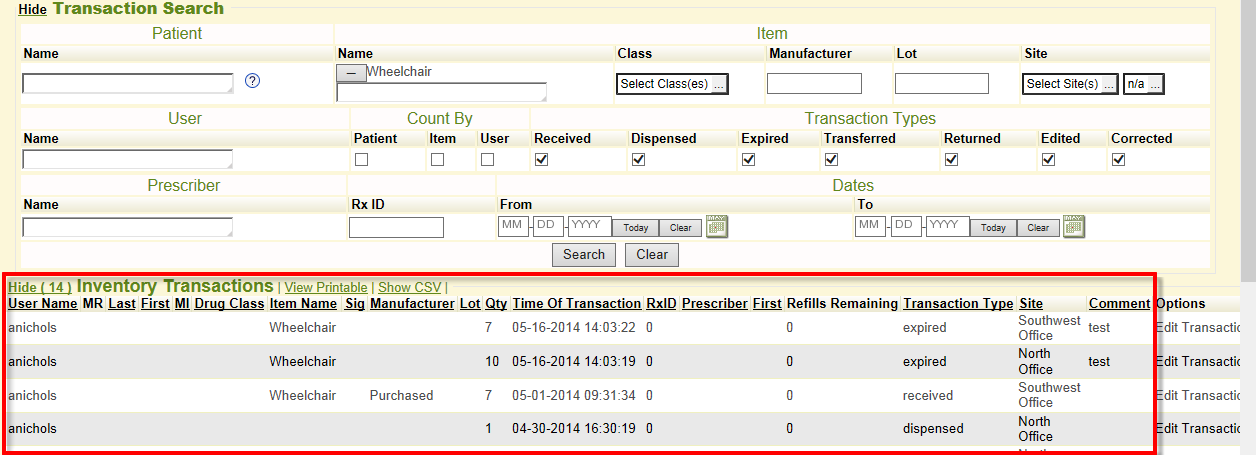 Hide Transaction Search
Patient Item
Name Name Class Manufacturer Lot Site
— Wheelchair
? Select Class(es) ... Select Site(s) ... n/a ...
User Count By Transaction Types
Name Patient Item User Received Dispensed Expired Transferred Returned Edited Corrected
Prescriber Dates
Name Rx ID From To
MM - DD - YYYY Today Clear MM - DD - YYYY Today Clear
Search Clear
Hide ( 14 ) Inventory Transactions | View Printable | Show CSV |
User Name MR Last First MI Drug Class Item Name Sig Manufacturer Lot Qty Time Of Transaction RxID Prescriber First Refills Remaining Transaction Type Site Comment Options
anichols Wheelchair 7 05-16-2014 14:03:22 0 0 expired Southwest Office test Edit Transactio
anichols Wheelchair 10 05-16-2014 14:03:19 0 0 expired North Office test Edit Transactio
anichols Wheelchair Purchased 7 05-01-2014 09:31:34 0 0 received Southwest Office Edit Transactio
anichols 1 04-30-2014 16:30:19 0 0 dispensed North Office Edit Transactio